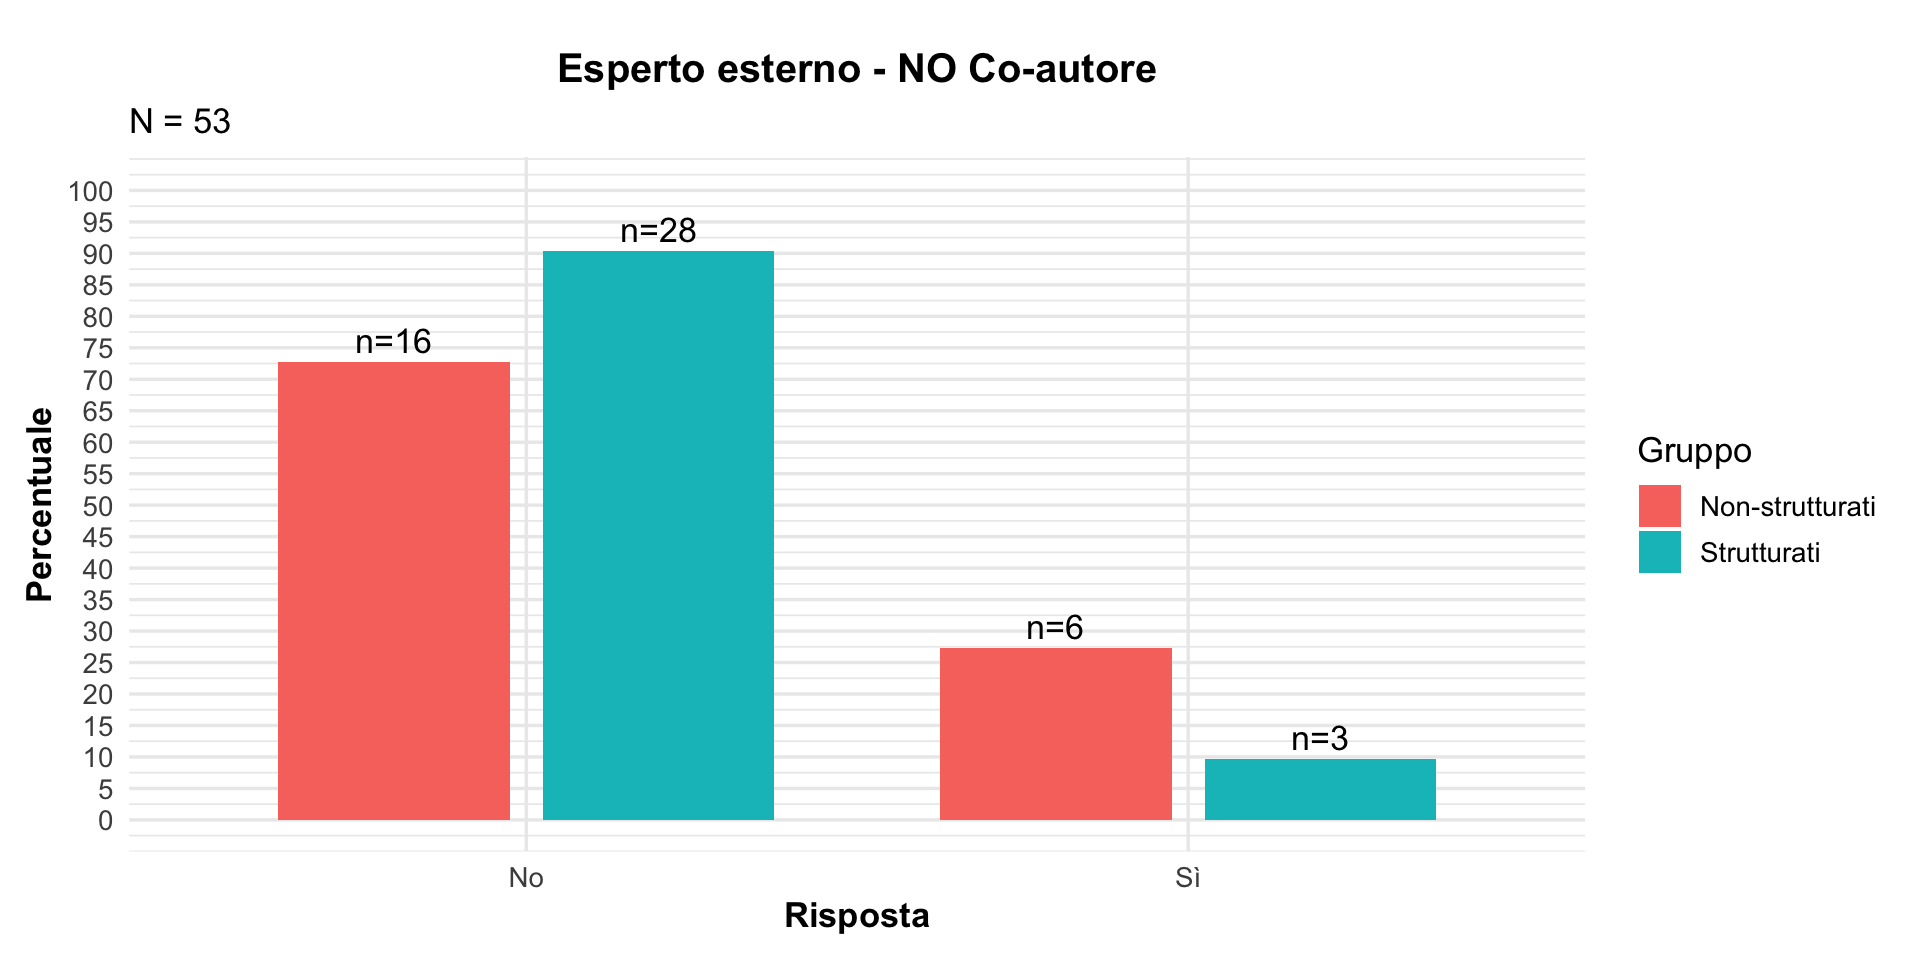 Esperto esterno - NO Co-autore
N = 53
Percentuale
100
95
90
85
80
75
70
65
60
55
50
45
40
35
30
25
20
15
10
5
0
n=16
n=28
n=6
n=3
No
Sì
Risposta
Gruppo
Non-strutturati
Strutturati